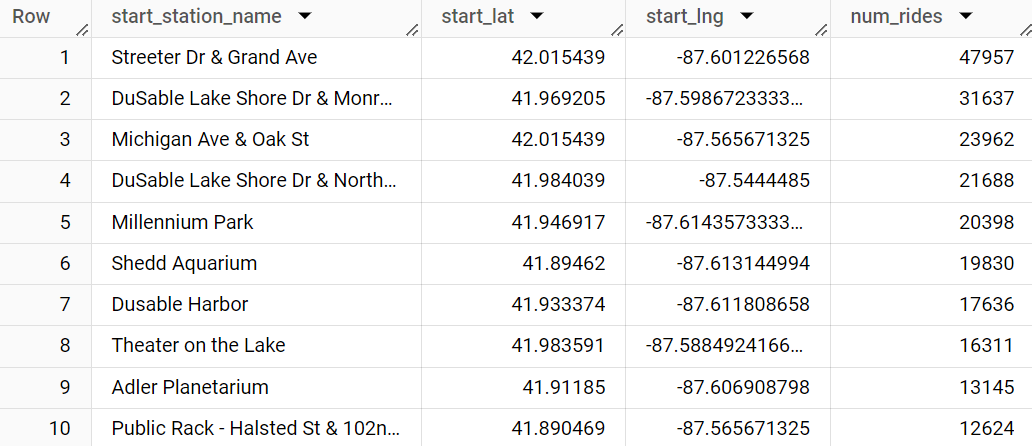 Row start_station_name start_lat start_lng num_rides
1 Streeter Dr & Grand Ave 42.015439 -87.601226568 47957
2 DuSable Lake Shore Dr & Monr... 41.969205 -87.5986723333... 31637
3 Michigan Ave & Oak St 42.015439 -87.565671325 23962
4 DuSable Lake Shore Dr & North... 41.984039 -87.5444485 21688
5 Millennium Park 41.946917 -87.6143573333... 20398
6 Shedd Aquarium 41.89462 -87.613144994 19830
7 Dusable Harbor 41.933374 -87.611808658 17636
8 Theater on the Lake 41.983591 -87.5884924166... 16311
9 Adler Planetarium 41.91185 -87.606908798 13145
10 Public Rack - Halsted St & 102n... 41.890469 -87.565671325 12624